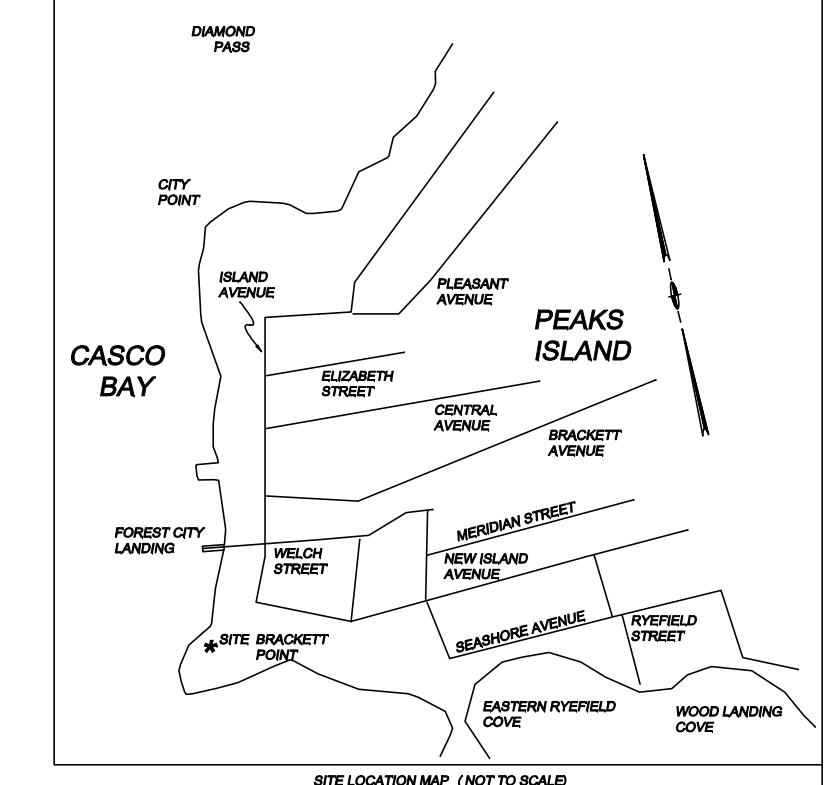 DIAMOND
PASS
CITY
POINT
ISLAND
AVENUE
PLEASANT
AVENUE
PEAKS
ISLAND
CASCO
BAY
ELIZABETH
STREET
CENTRAL
AVENUE
BRACKETT
AVENUE
MERIDIAN STREET
FOREST CITY
LANDING
WELCH
STREET
NEW ISLAND
AVENUE
SEASHORE AVENUE
RYEFIELD
STREET
* SITE BRACKETT
POINT
EASTERN RYEFIELD
COVE
WOOD LANDING
COVE
SITE LOCATION MAP (NOT TO SCALE)